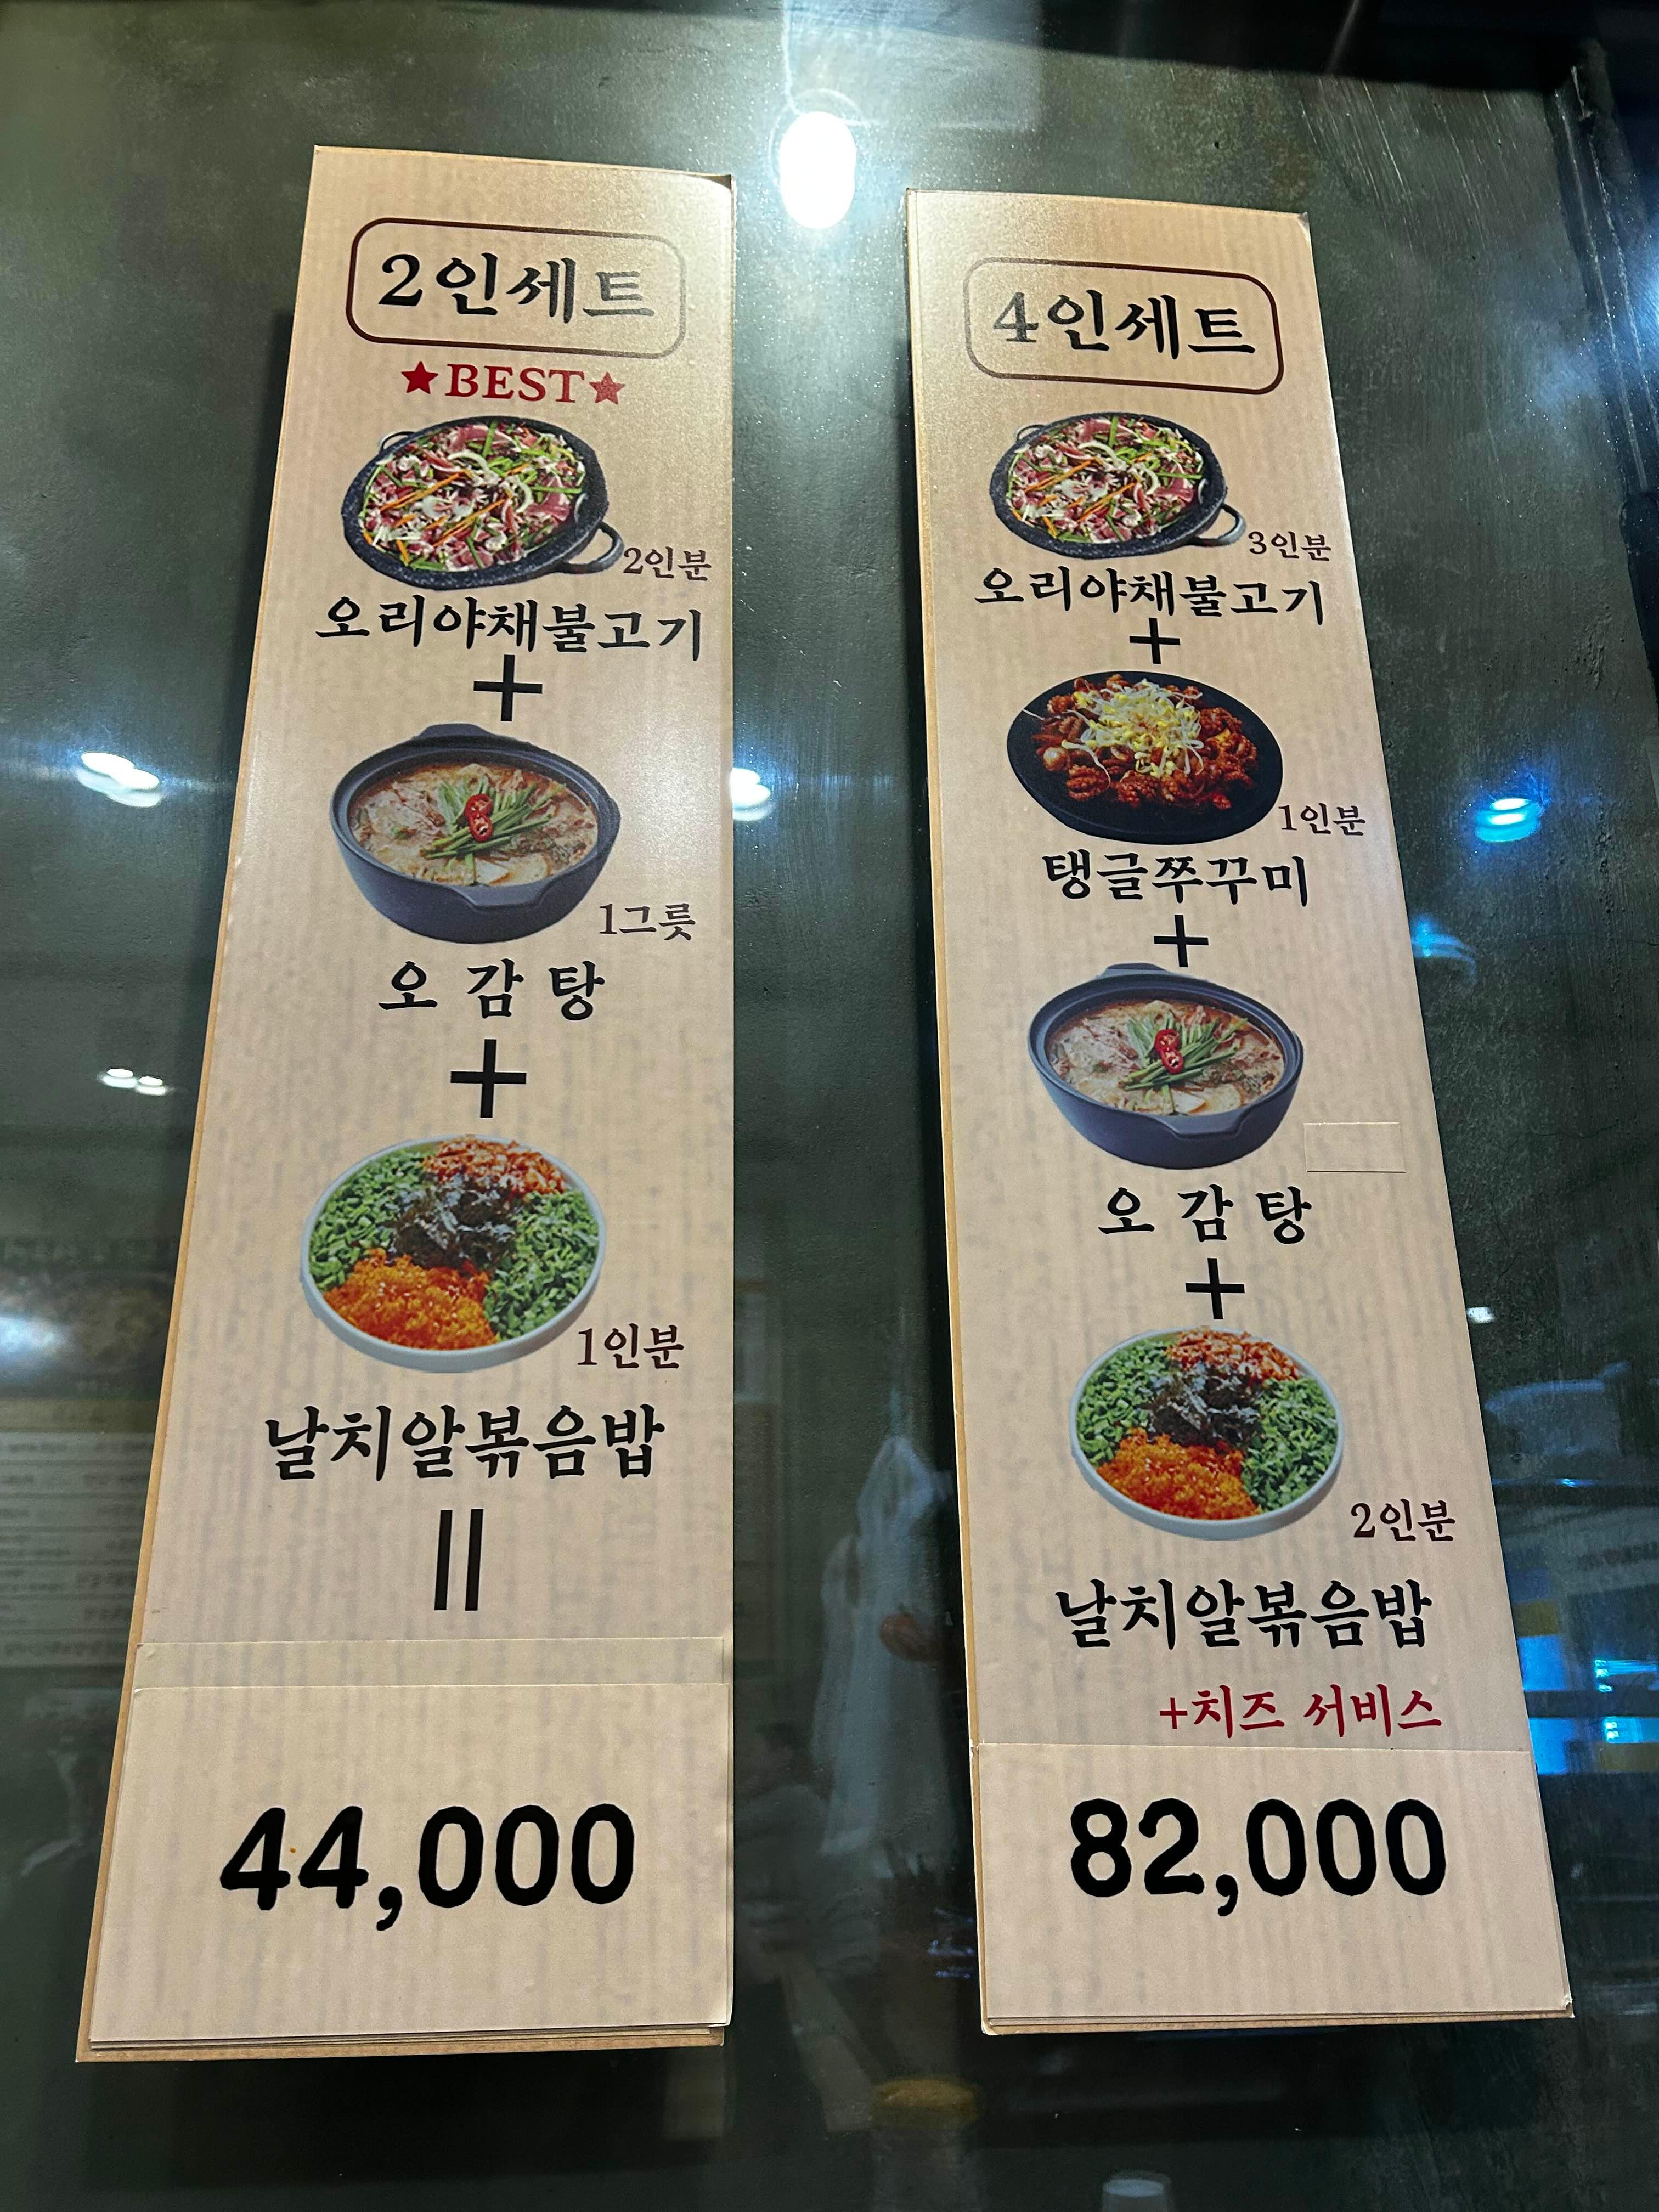 2인세트
★BEST★
2인분
오리야채불고기
+
1그릇
오 감 탕
+
1인분
날치알볶음밥
||
44,000
4인세트
3인분
오리야채불고기
+
1인분
탱글쭈꾸미
+
오 감 탕
+
2인분
날치알볶음밥
+치즈 서비스
82,000